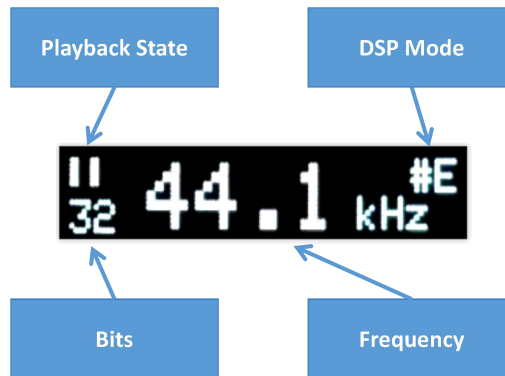 Playback State
DSP Mode
#E
32 44.1 kHz
Bits
Frequency